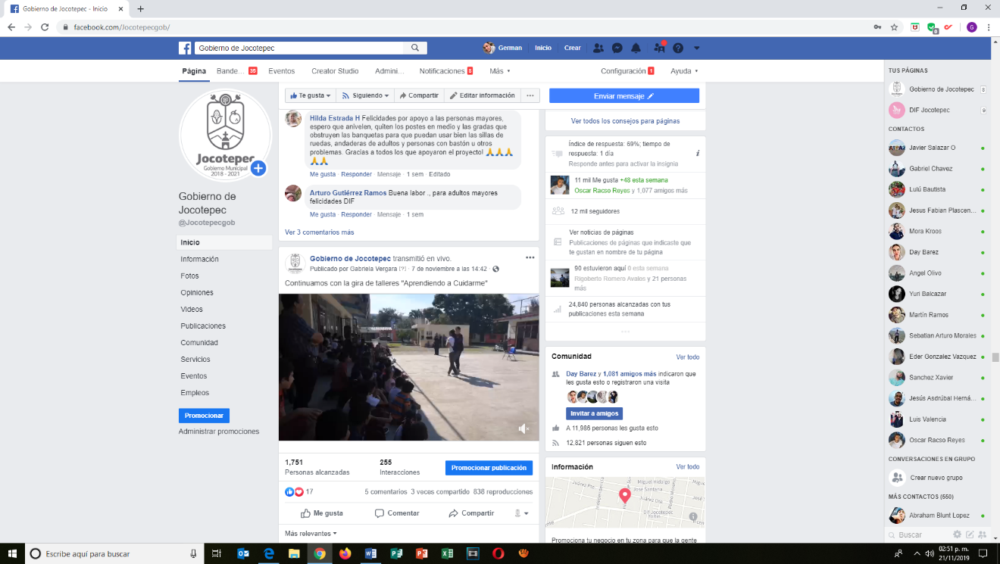 Gobierno de Jocotepec - Inicio
facebook.com/Jocotepecgob/
Gobierno de Jocotepec
German
Inicio
Crear
Página
Bande... 35
Eventos
Creator Studio
Admini...
Notificaciones 8
Más
Configuración 1
Ayuda
Jocotepec
Gobierno Municipal
2018 - 2021
Gobierno de
Jocotepec
@Jocotepecgob
Inicio
Información
Fotos
Opiniones
Videos
Publicaciones
Comunidad
Servicios
Eventos
Empleos
Promocionar
Administrar promociones
Te gusta
Siguiendo
Compartir
Editar información
...
Hilda Estrada H Felicidades por apoyo a las personas mayores,
espero que anivelen, quiten los postes en medio y las gradas que
obstruyen las banquetas para que puedan usar bien las sillas de
ruedas, andaderas de adultos y personas con bastón u otros
problemas. Gracias a todos los que apoyaron el proyecto! 🙏🙏🙏
🙏🙏
Me gusta · Responder · Mensaje · 1 sem · Editado
Arturo Gutiérrez Ramos Buena labor ., para adultos mayores
felicidades DIF
Me gusta · Responder · Mensaje · 1 sem
Ver 3 comentarios más
Gobierno de Jocotepec transmitió en vivo.
Publicado por Gabriela Vergara [?] · 7 de noviembre a las 14:42 ·
Continuamos con la gira de talleres "Aprendiendo a Cuidarme"
1,751
Personas alcanzadas
255
Interacciones
Promocionar publicación
17
5 comentarios 3 veces compartido 838 reproducciones
Me gusta
Comentar
Compartir
Más relevantes
Enviar mensaje
Ver todos los consejos para páginas
Índice de respuesta: 69%; tiempo de
respuesta: 1 día
Responde antes para activar la insignia
11 mil Me gusta +48 esta semana
Oscar Racso Reyes y 1,077 amigos más
12 mil seguidores
Ver noticias de páginas
Publicaciones de páginas que indicaste que
te gustan en nombre de tu página
90 estuvieron aquí 0 esta semana
Rigoberto Romero Avalos y 21 personas
más
24,840 personas alcanzadas con tus
publicaciones esta semana
Comunidad
Ver todo
Day Barez y 1,081 amigos más indicaron que
les gusta esto o registraron una visita
Invitar a amigos
A 11,986 personas les gusta esto
12,821 personas siguen esto
Información
Ver todo
Juárez Pte.
Independencia
Miguel Hidalgo
José Santana
Juárez Dte
Dif Jocotepec
Promociona tu negocio en tu zona para que la gente
TUS PÁGINAS
Gobierno de Jocotepec 8
DIF Jocotepec 9
CONTACTOS
Javier Salazar O
Gabriel Chavez
Lulú Bautista
Jesus Fabian Plascen...
Mora Kroos
Day Barez
Angel Olivo
Yuri Balcazar
Martín Ramos
Sebatian Arturo Morales
Eder Gonzalez Vazquez
Sanchez Xavier
Jesús Asdrúbal Herná...
Luis Valencia
Oscar Racso Reyes
CONVERSACIONES EN GRUPO
Crear nuevo grupo
MÁS CONTACTOS (550)
Abraham Blunt Lopez
Buscar
Escribe aquí para buscar
02:51 p. m.
21/11/2019